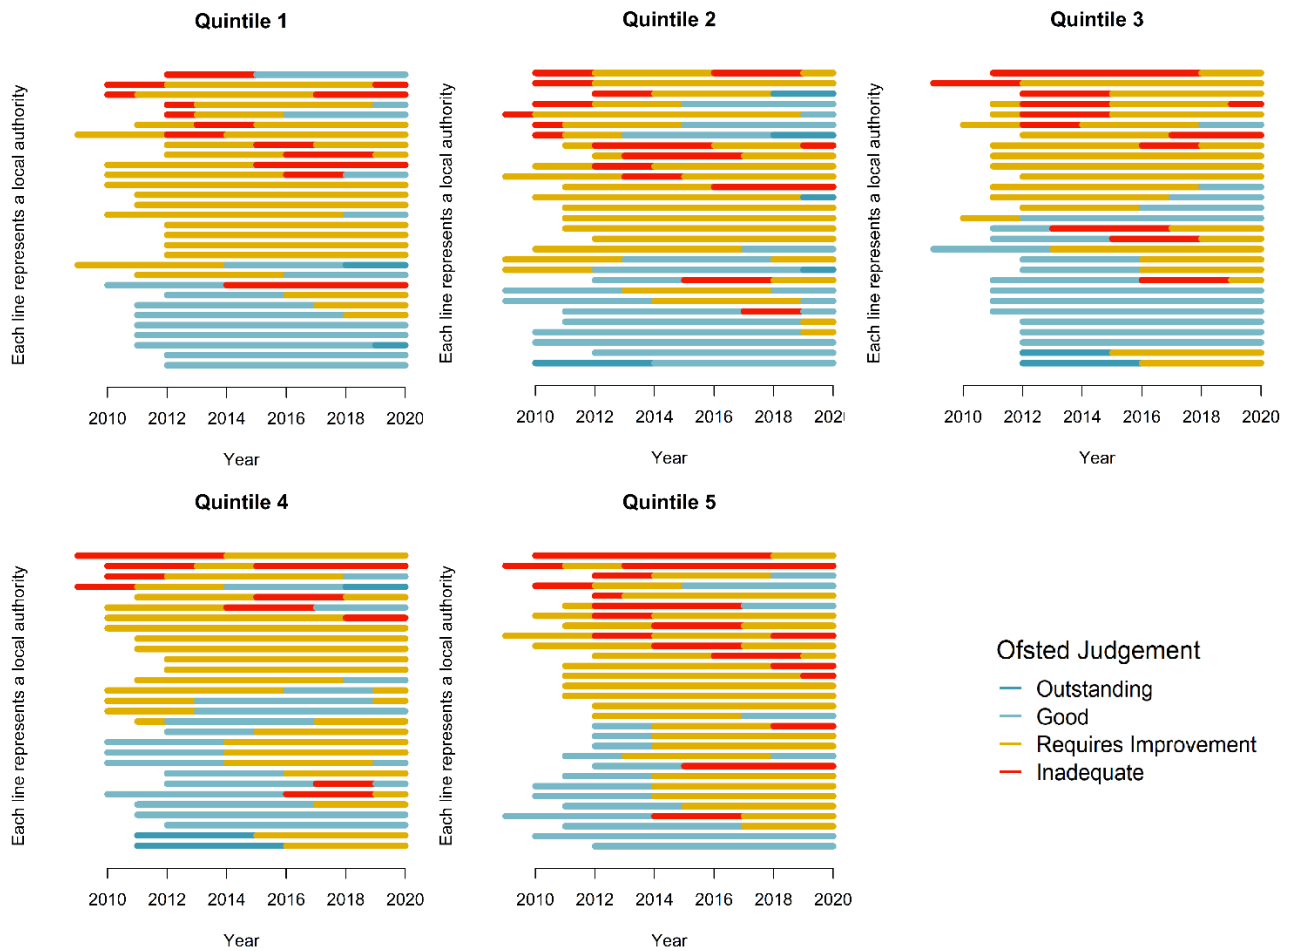 Quintile 1
Each line represents a local authority
2010 2012 2014 2016 2018 2020
Year
Quintile 2
Each line represents a local authority
2010 2012 2014 2016 2018 2020
Year
Quintile 3
Each line represents a local authority
2010 2012 2014 2016 2018 2020
Year
Quintile 4
Each line represents a local authority
2010 2012 2014 2016 2018 2020
Year
Quintile 5
Each line represents a local authority
2010 2012 2014 2016 2018 2020
Year
Ofsted Judgement
Outstanding
Good
Requires Improvement
Inadequate